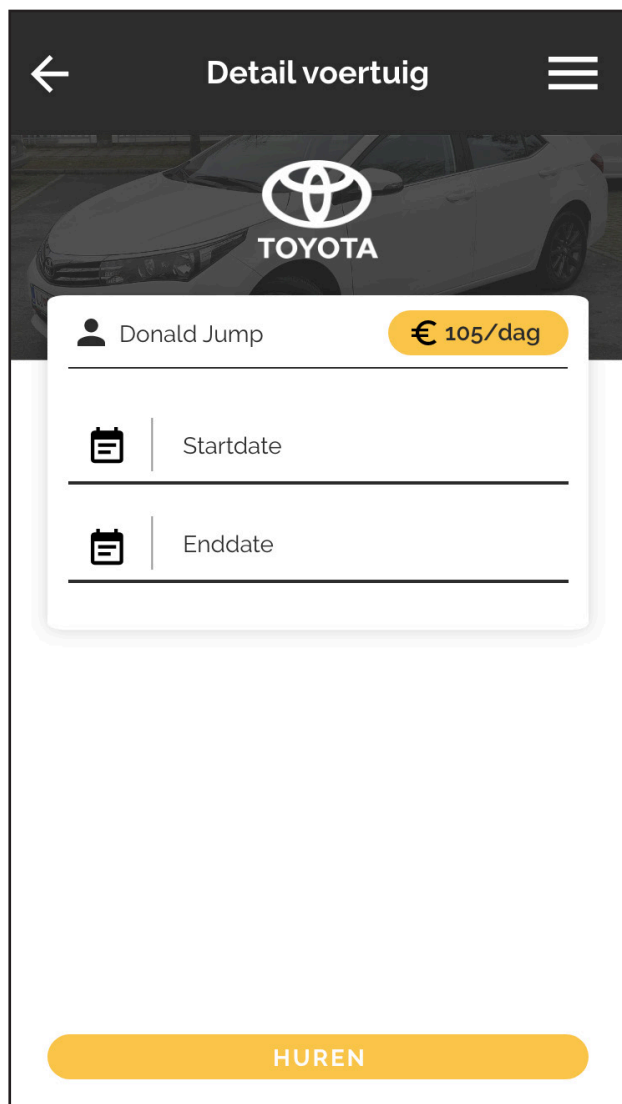 Detail voertuig
TOYOTA
Donald Jump
€ 105/dag
Startdate
Enddate
HUREN